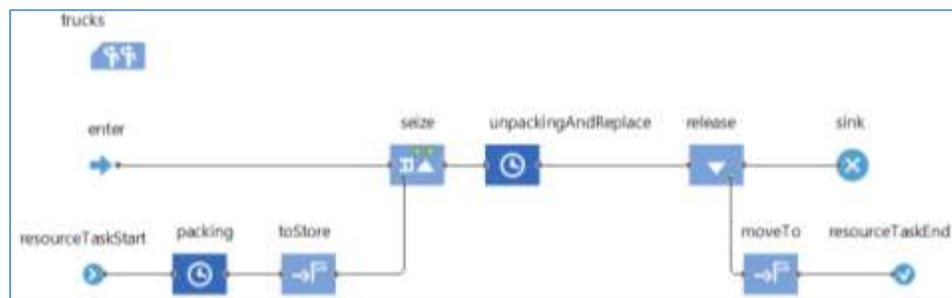 trucks
seize unpackingAndReplace release sink
enter
resourceTaskStart packing toStore moveTo resourceTaskEnd